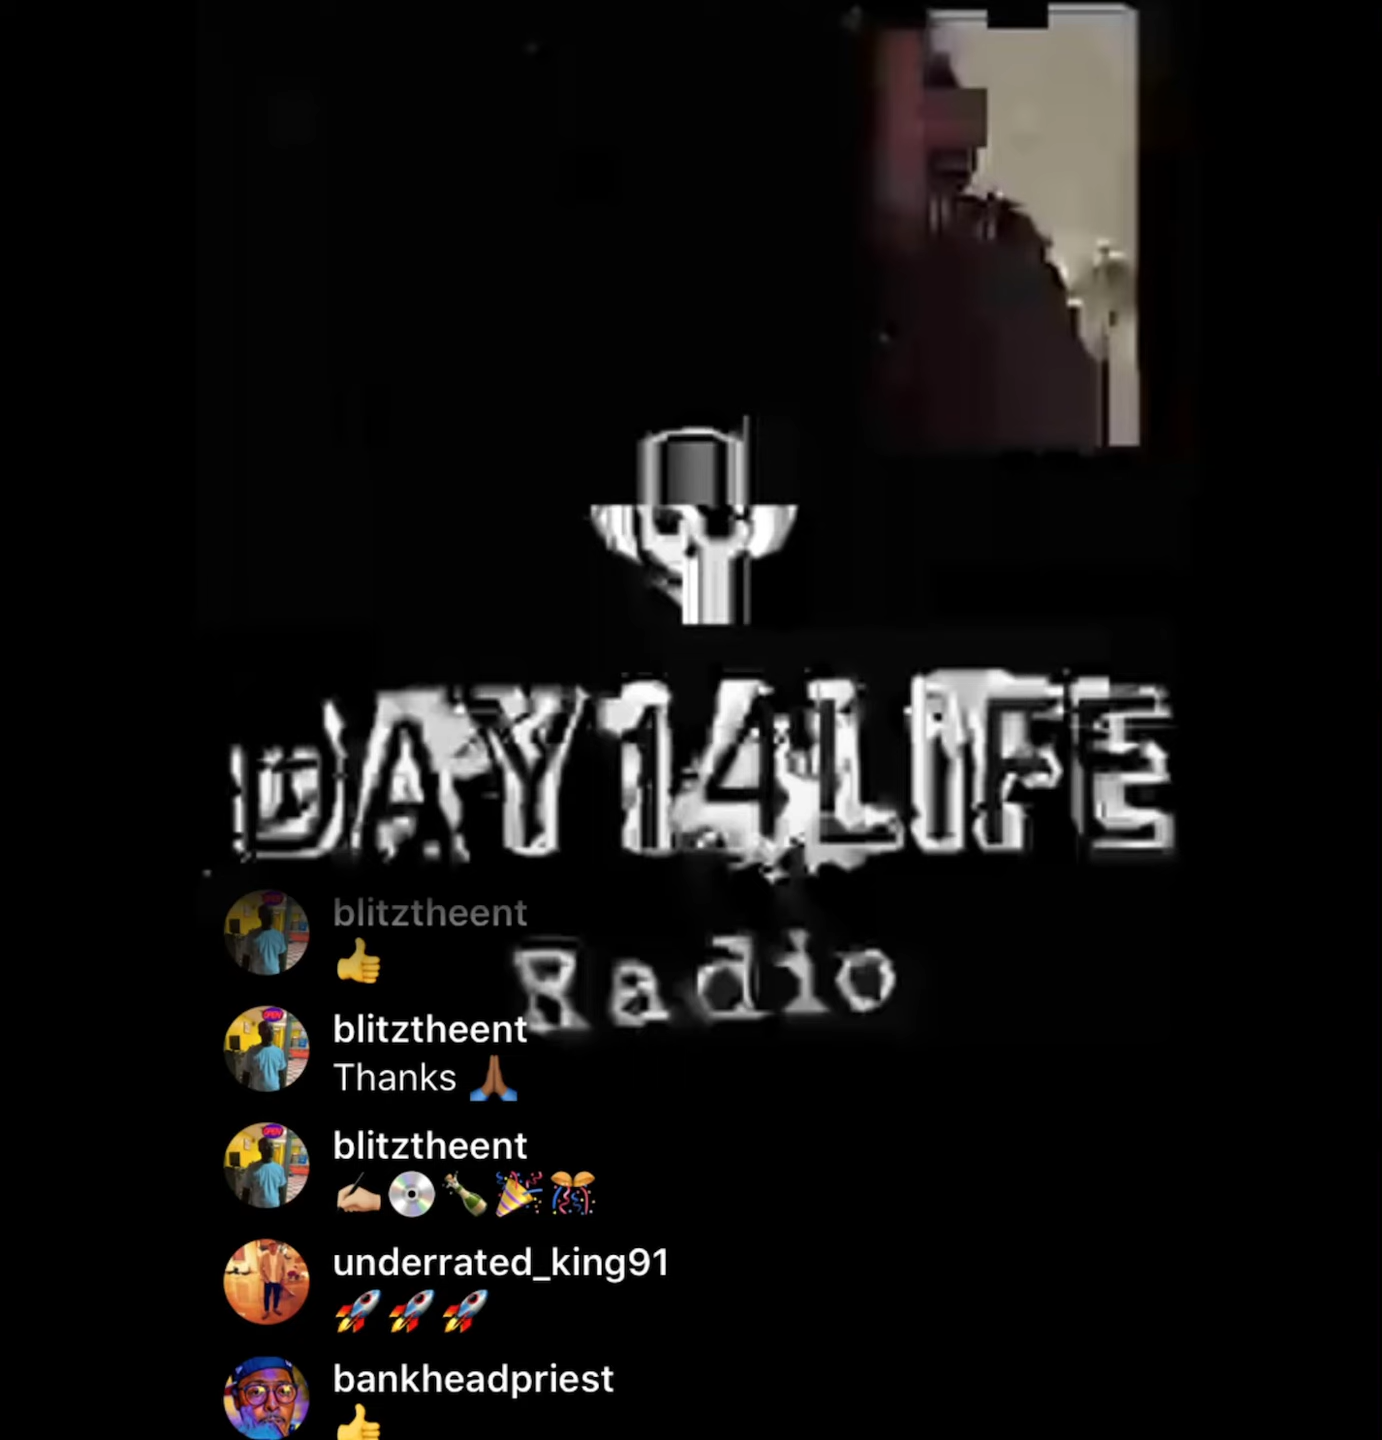 DAY14LIFE
Radio
blitztheent
👍
blitztheent
Thanks 🙏🏾
blitztheent
✍🏼💿🍾🎉🎊
underrated_king91
🚀🚀🚀
bankheadpriest
👍